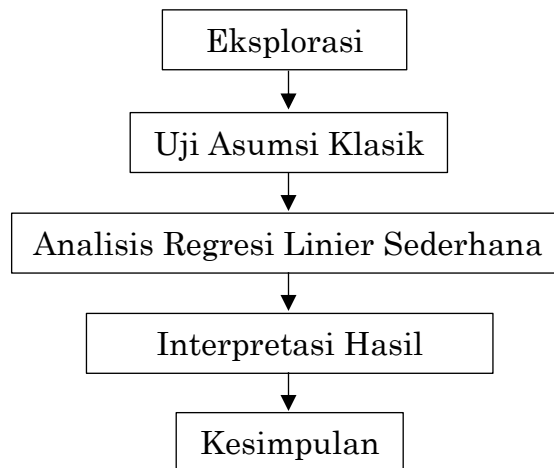 Eksplorasi
Uji Asumsi Klasik
Analisis Regresi Linier Sederhana
Interpretasi Hasil
Kesimpulan